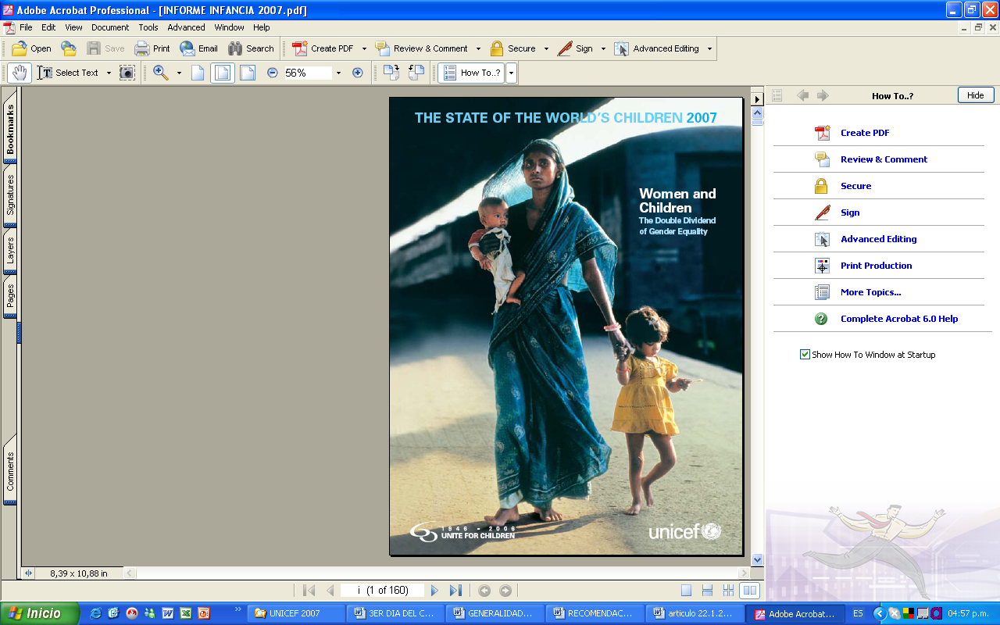 Adobe Acrobat Professional - [INFORME INFANCIA 2007.pdf]
File Edit View Document Tools Advanced Window Help
Open Save Print Email Search Create PDF Review & Comment Secure Sign Advanced Editing
Select Text 56% How To..?
How To..? Hide
Bookmarks
Signatures
Layers
Pages
Comments
THE STATE OF THE WORLD'S CHILDREN 2007
Women and
Children
The Double Dividend
of Gender Equality
1946 - 2006
UNITE FOR CHILDREN
unicef
Create PDF
Review & Comment
Secure
Sign
Advanced Editing
Print Production
More Topics...
Complete Acrobat 6.0 Help
Show How To Window at Startup
8,39 x 10,88 in
i (1 of 160)
Inicio UNICEF 2007 3ER DIA DEL C... GENERALIDAD... RECOMENDAC... articulo 22.1.2... Adobe Acrobat... ES 04:57 p.m.